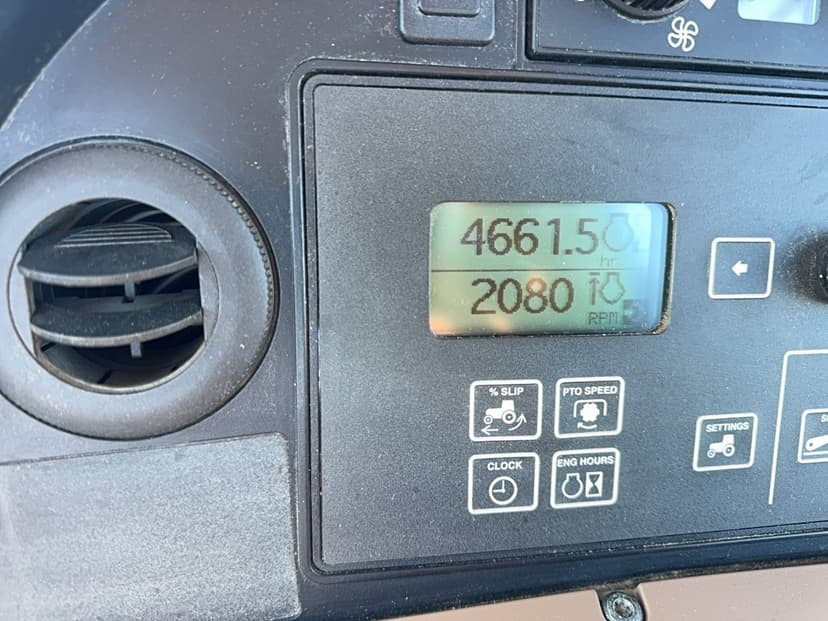 4661.5
hr
2080
RPM
% SLIP
PTO SPEED
CLOCK
ENG HOURS
SETTINGS